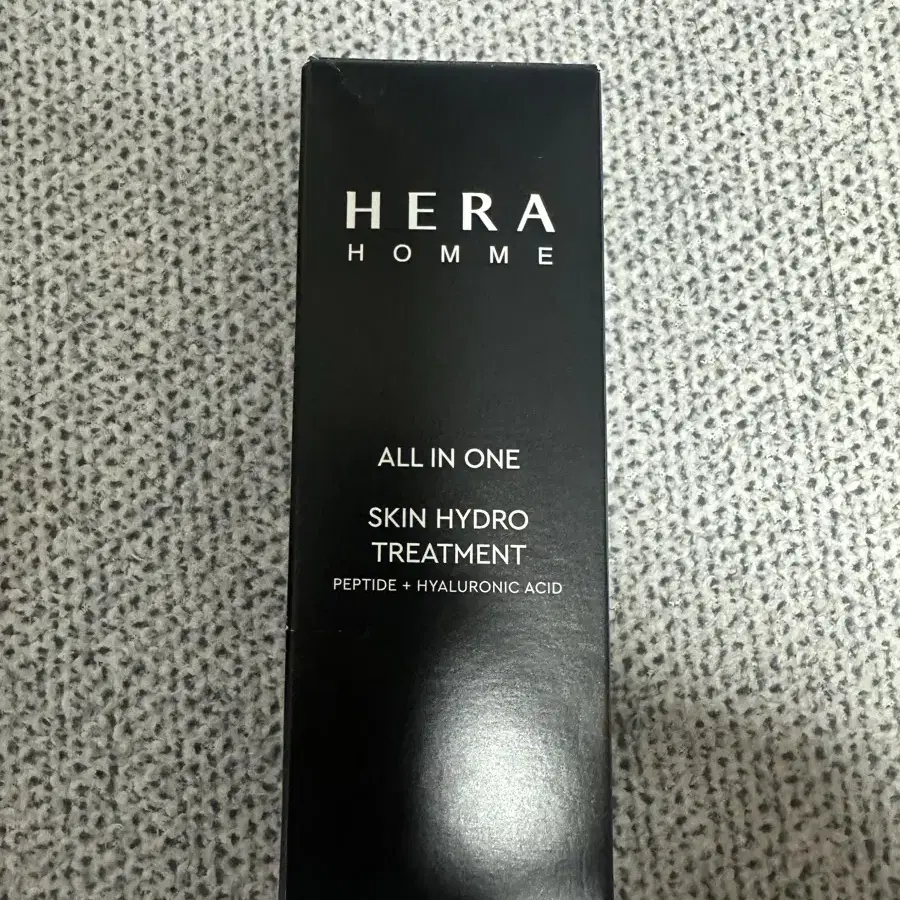 HERA
HOMME
ALL IN ONE
SKIN HYDRO
TREATMENT
PEPTIDE + HYALURONIC ACID